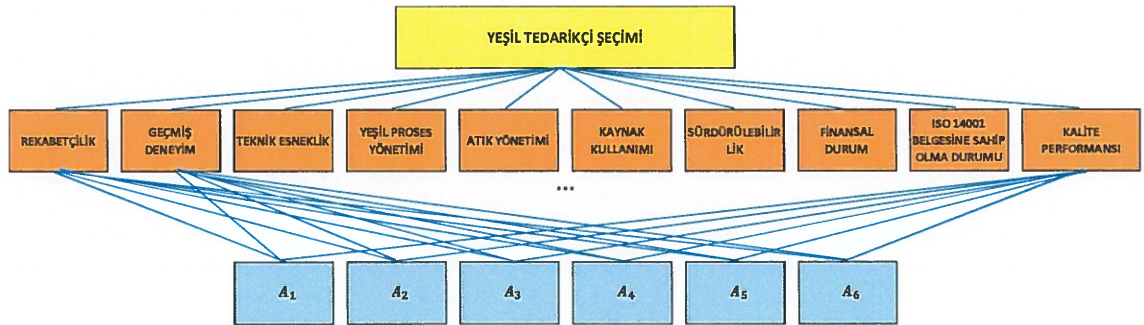 YEŞİL TEDARİKÇİ ŞEÇİMİ
REKABETÇİLİK
GEÇMİŞ
DENEYİM
TEKNİK ESNEKLİK
YEŞİL PROSES
YÖNETİMİ
ATIK YÖNETİMİ
KAYNAK
KULLANIMI
SÜRDÜRÜLEBİLİR
LİK
FİNANSAL
DURUM
ISO 14001
BELGESİNE SAHİP
OLMA DURUMU
KALİTE
PERFORMANSI
...
A₁
A₂
A₃
A₄
A₅
A₆